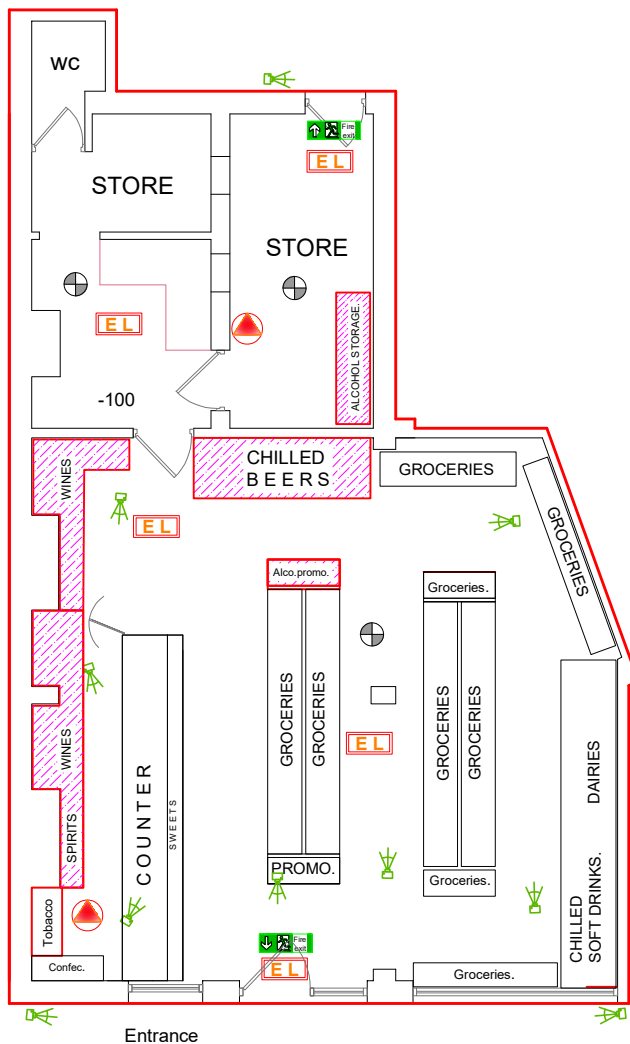 WC
Fire
exit
E L
STORE
STORE
E L
ALCOHOL STORAGE.
-100
WINES
CHILLED
B E E R S
GROCERIES
GROCERIES
E L
Alco.promo.
Groceries.
GROCERIES
GROCERIES
GROCERIES
GROCERIES
E L
WINES
SPIRITS
COUNTER
SWEETS
DAIRIES
CHILLED
SOFT DRINKS.
PROMO.
Groceries.
Tobacco
Confec.
Fire
exit
E L
Groceries.
Entrance